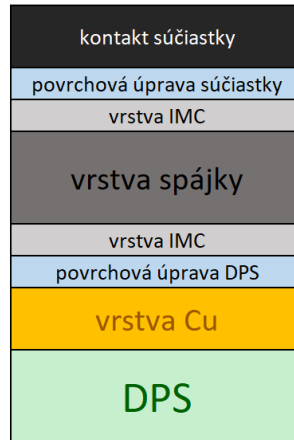 kontakt súčiastky
povrchová úprava súčiastky
vrstva IMC
vrstva spájky
vrstva IMC
povrchová úprava DPS
vrstva Cu
DPS